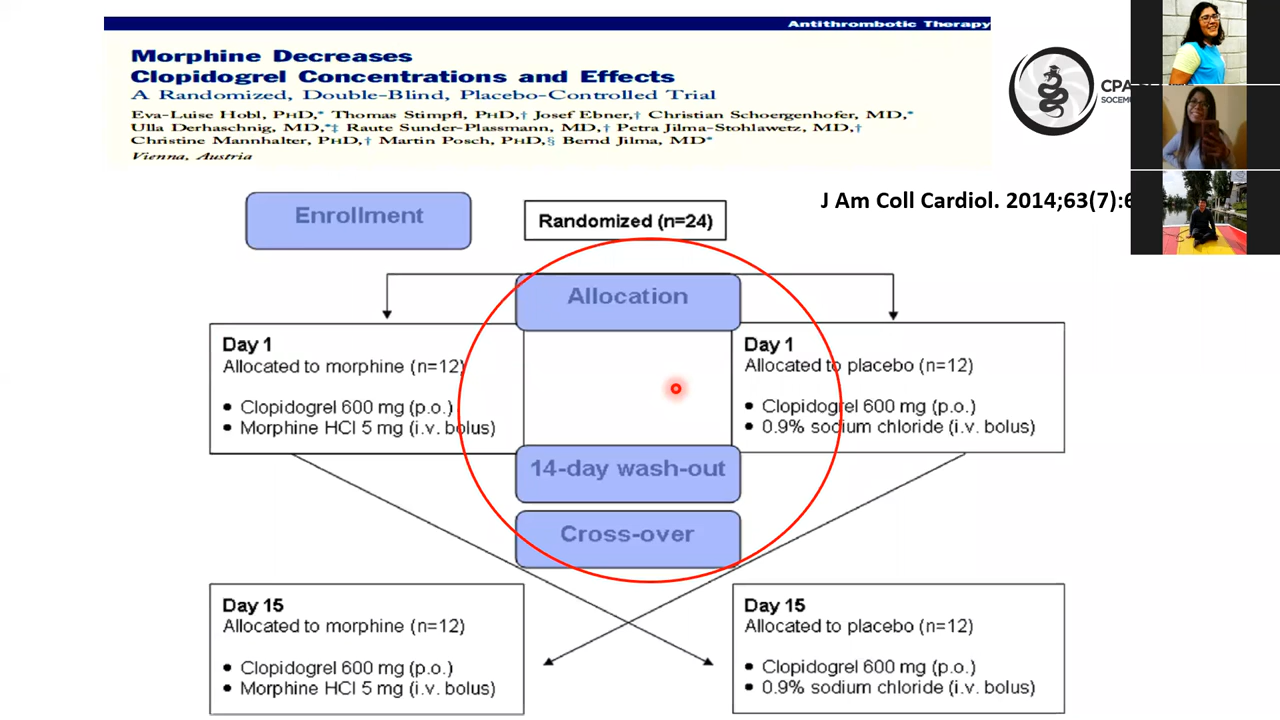 Antithrombotic Therapy
Morphine Decreases
Clopidogrel Concentrations and Effects
A Randomized, Double-Blind, Placebo-Controlled Trial
Eva-Luise Hobl, PHD,* Thomas Stimpfl, PHD,† Josef Ebner,† Christian Schoergenhofer, MD,*
Ulla Derhaschnig, MD,*‡ Raute Sunder-Plassmann, MD,† Petra Jilma-Stohlawetz, MD,†
Christine Mannhalter, PHD,† Martin Posch, PHD,§ Bernd Jilma, MD*
Vienna, Austria
CPA
SOCEM
J Am Coll Cardiol. 2014;63(7):6
Enrollment
Randomized (n=24)
Allocation
Day 1
Allocated to morphine (n=12)
• Clopidogrel 600 mg (p.o.)
• Morphine HCl 5 mg (i.v. bolus)
Day 1
Allocated to placebo (n=12)
• Clopidogrel 600 mg (p.o.)
• 0.9% sodium chloride (i.v. bolus)
14-day wash-out
Cross-over
Day 15
Allocated to morphine (n=12)
• Clopidogrel 600 mg (p.o.)
• Morphine HCl 5 mg (i.v. bolus)
Day 15
Allocated to placebo (n=12)
• Clopidogrel 600 mg (p.o.)
• 0.9% sodium chloride (i.v. bolus)